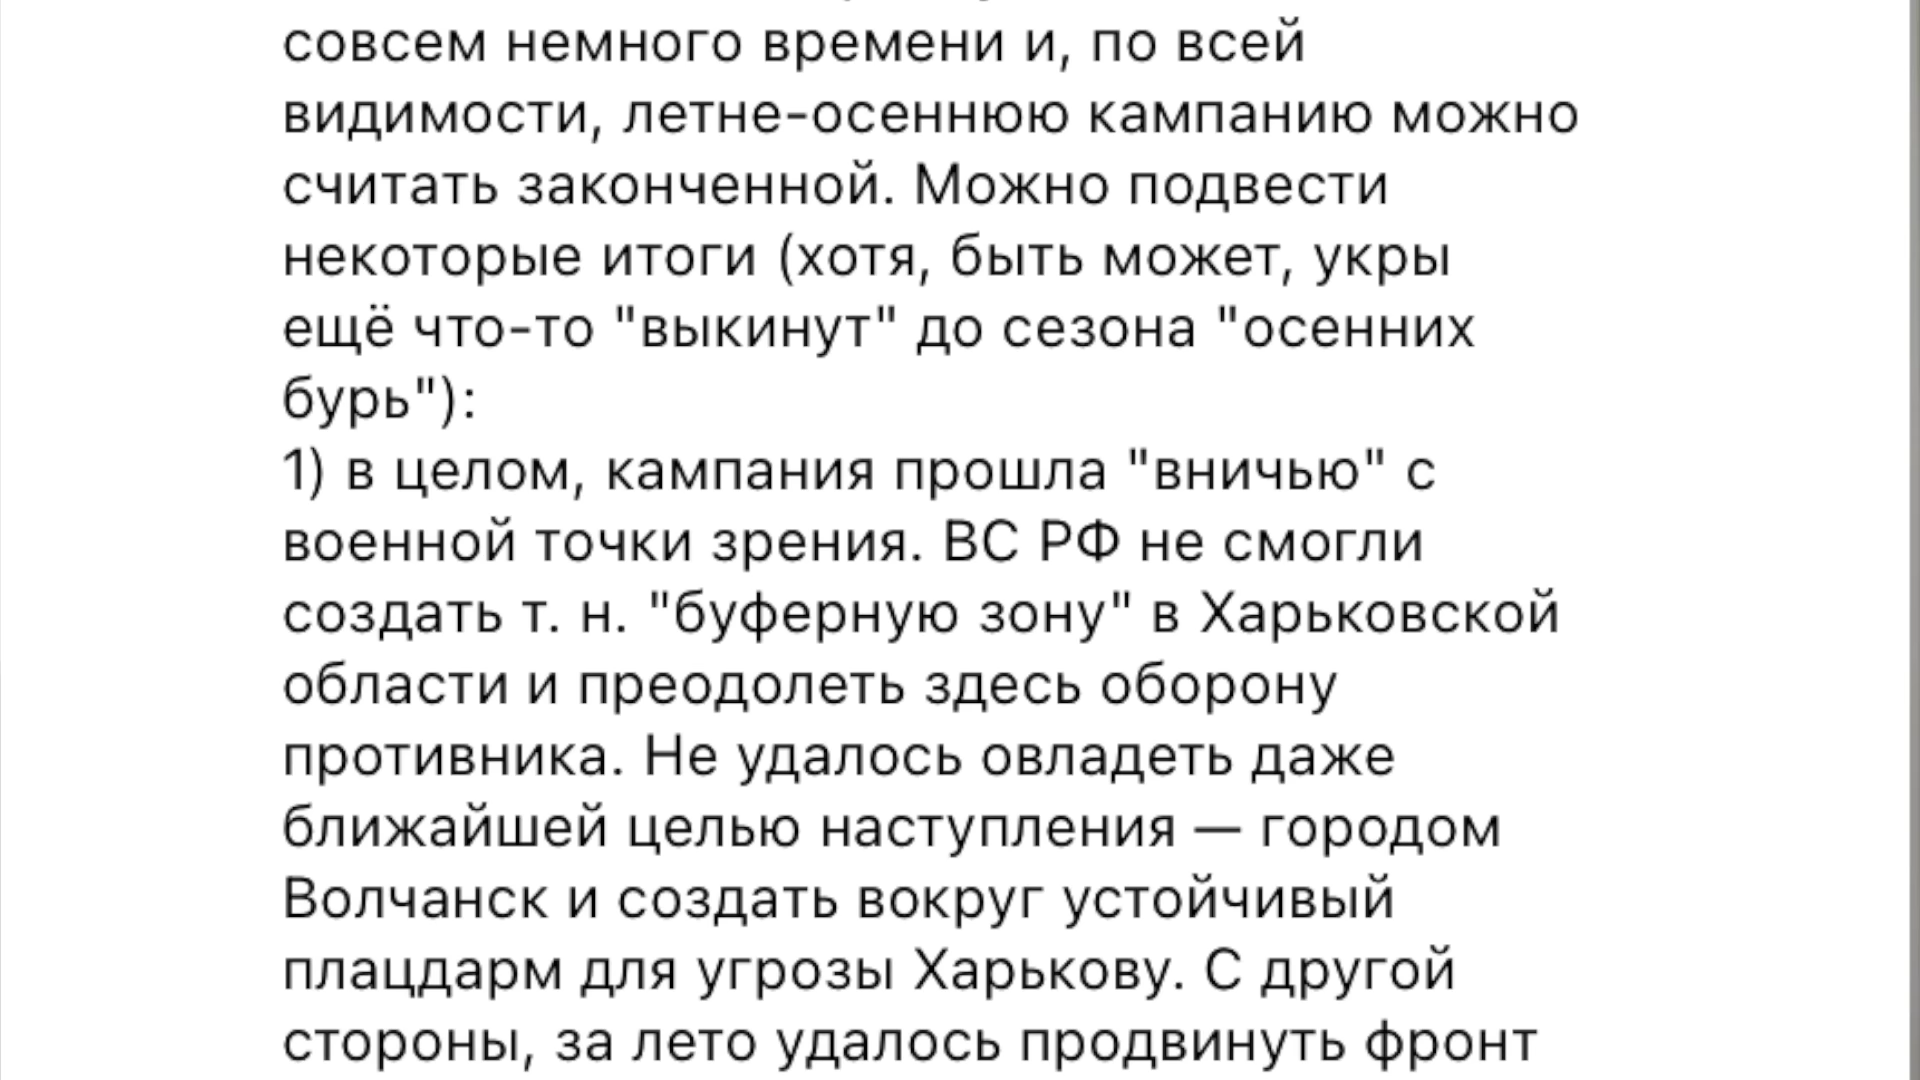 совсем немного времени и, по всей
видимости, летне-осеннюю кампанию можно
считать законченной. Можно подвести
некоторые итоги (хотя, быть может, укры
ещё что-то "выкинут" до сезона "осенних
бурь"):
1) в целом, кампания прошла "вничью" с
военной точки зрения. ВС РФ не смогли
создать т. н. "буферную зону" в Харьковской
области и преодолеть здесь оборону
противника. Не удалось овладеть даже
ближайшей целью наступления — городом
Волчанск и создать вокруг устойчивый
плацдарм для угрозы Харькову. С другой
стороны, за лето удалось продвинуть фронт